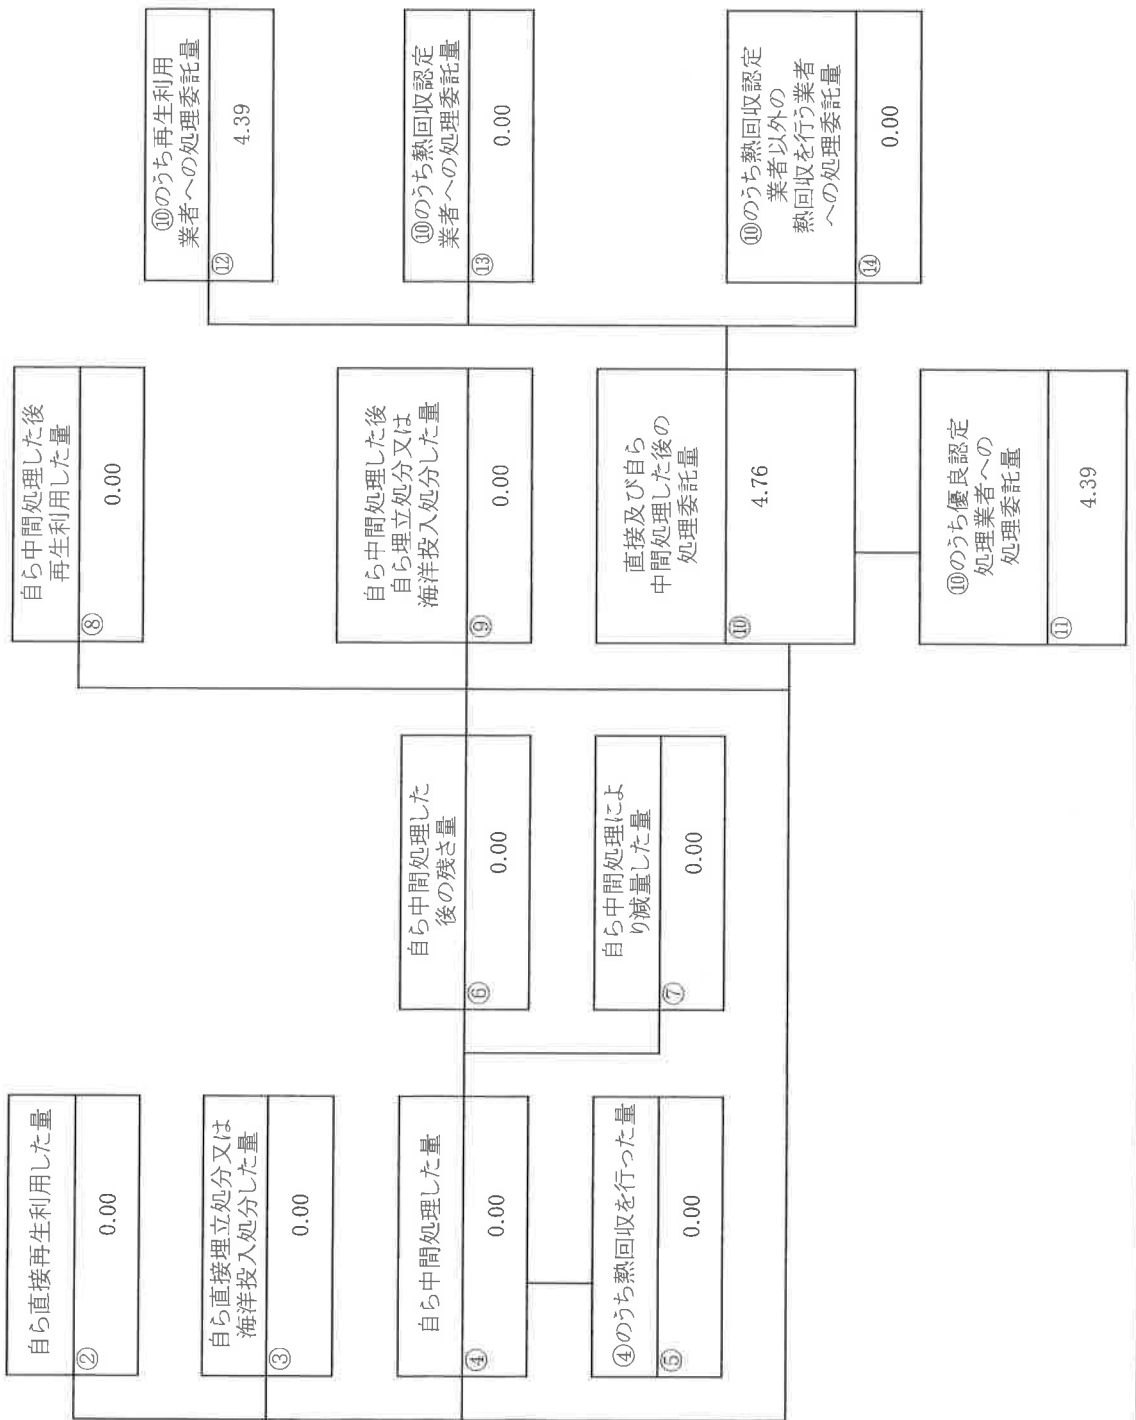 自ら直接再生利用した量
②
0.00
自ら直接埋立処分又は
海洋投入処分した量
③
0.00
自ら中間処理した量
④
0.00
④のうち熱回収を行った量
⑤
0.00
自ら中間処理した
後の残さ量
⑥
0.00
自ら中間処理によ
り減量した量
⑦
0.00
自ら中間処理した後
再生利用した量
⑧
0.00
自ら中間処理した後
自ら埋立処分又は
海洋投入処分した量
⑨
0.00
直接及び自ら
中間処理した後の
処理委託量
⑩
4.76
⑩のうち優良認定
処理業者への
処理委託量
⑪
4.39
⑩のうち再生利用
業者への処理委託量
⑫
4.39
⑩のうち熱回収認定
業者への処理委託量
⑬
0.00
⑩のうち熱回収認定
業者以外の
熱回収を行う業者
への処理委託量
⑭
0.00